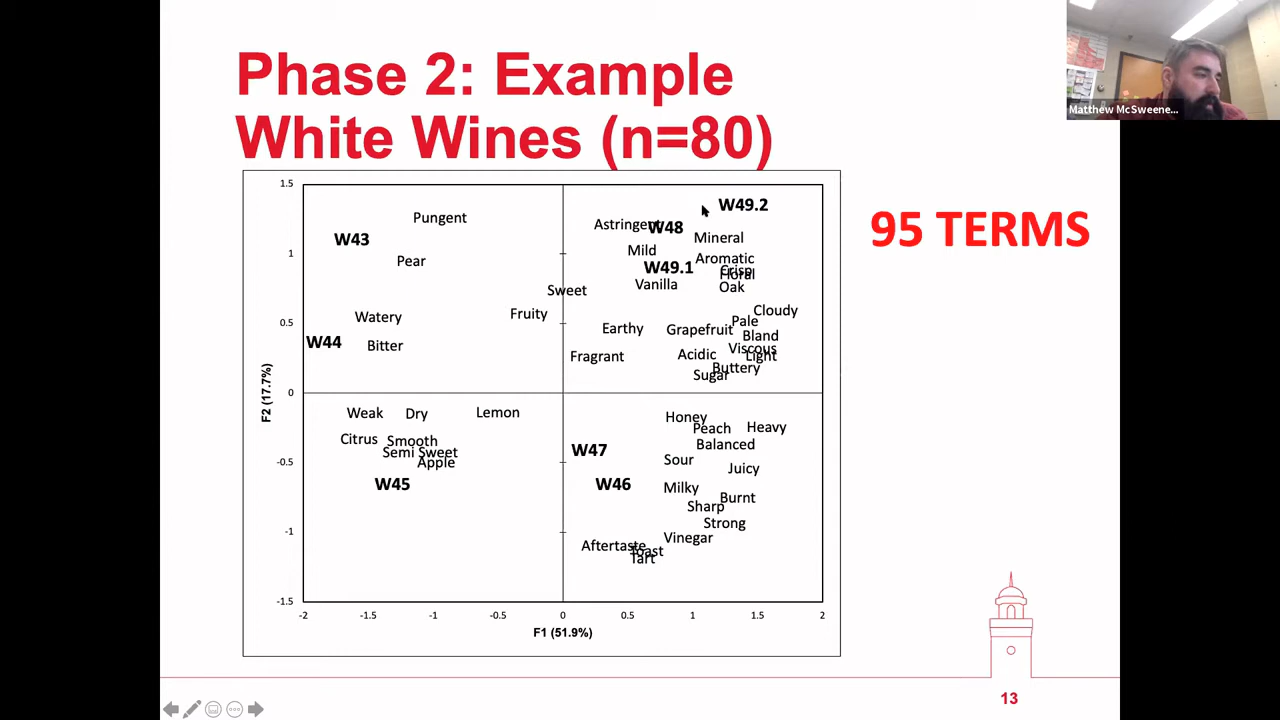 Phase 2: Example
White Wines (n=80)
Matthew McSweene...
95 TERMS
1.5
1
0.5
0
-0.5
-1
-1.5
F2 (17.7%)
W49.2
Pungent
Astringent
W48
W43
Mineral
Mild
Aromatic
Pear
W49.1
Crisp
Floral
Vanilla
Oak
Sweet
Cloudy
Fruity
Watery
Pale
Earthy
Grapefruit
Bland
W44
Bitter
Viscous
Fragrant
Acidic
Light
Buttery
Sugar
Weak
Dry
Lemon
Honey
Peach
Heavy
Citrus
Smooth
Balanced
Semi Sweet
W47
Apple
Sour
Juicy
W45
W46
Milky
Burnt
Sharp
Strong
Vinegar
Aftertaste
Toast
Tart
-2
-1.5
-1
-0.5
0
0.5
1
1.5
2
F1 (51.9%)
13